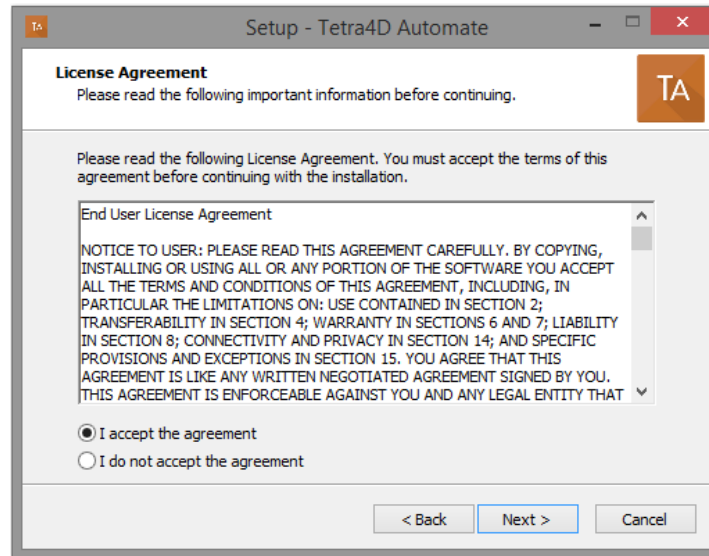 TA
Setup - Tetra4D Automate
License Agreement
Please read the following important information before continuing.
TA
Please read the following License Agreement. You must accept the terms of this
agreement before continuing with the installation.
End User License Agreement
NOTICE TO USER: PLEASE READ THIS AGREEMENT CAREFULLY. BY COPYING,
INSTALLING OR USING ALL OR ANY PORTION OF THE SOFTWARE YOU ACCEPT
ALL THE TERMS AND CONDITIONS OF THIS AGREEMENT, INCLUDING, IN
PARTICULAR THE LIMITATIONS ON: USE CONTAINED IN SECTION 2;
TRANSFERABILITY IN SECTION 4; WARRANTY IN SECTIONS 6 AND 7; LIABILITY
IN SECTION 8; CONNECTIVITY AND PRIVACY IN SECTION 14; AND SPECIFIC
PROVISIONS AND EXCEPTIONS IN SECTION 15. YOU AGREE THAT THIS
AGREEMENT IS LIKE ANY WRITTEN NEGOTIATED AGREEMENT SIGNED BY YOU.
THIS AGREEMENT IS ENFORCEABLE AGAINST YOU AND ANY LEGAL ENTITY THAT
I accept the agreement
I do not accept the agreement
< Back
Next >
Cancel